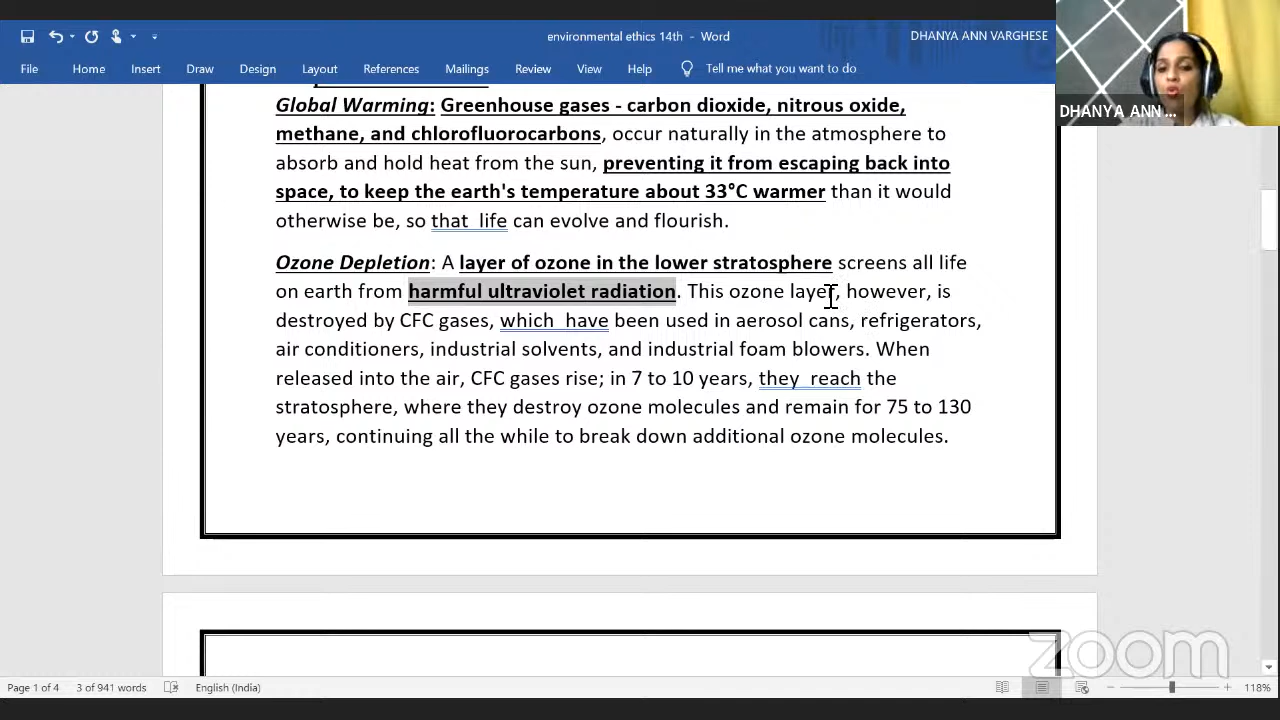 environmental ethics 14th - Word
DHANYA ANN VARGHESE
File Home Insert Draw Design Layout References Mailings Review View Help Tell me what you want to do
DHANYA ANN ...
Global Warming: Greenhouse gases - carbon dioxide, nitrous oxide,
methane, and chlorofluorocarbons, occur naturally in the atmosphere to
absorb and hold heat from the sun, preventing it from escaping back into
space, to keep the earth's temperature about 33°C warmer than it would
otherwise be, so that life can evolve and flourish.
Ozone Depletion: A layer of ozone in the lower stratosphere screens all life
on earth from harmful ultraviolet radiation. This ozone layer, however, is
destroyed by CFC gases, which have been used in aerosol cans, refrigerators,
air conditioners, industrial solvents, and industrial foam blowers. When
released into the air, CFC gases rise; in 7 to 10 years, they reach the
stratosphere, where they destroy ozone molecules and remain for 75 to 130
years, continuing all the while to break down additional ozone molecules.
zoom
Page 1 of 4 3 of 941 words English (India) 118%